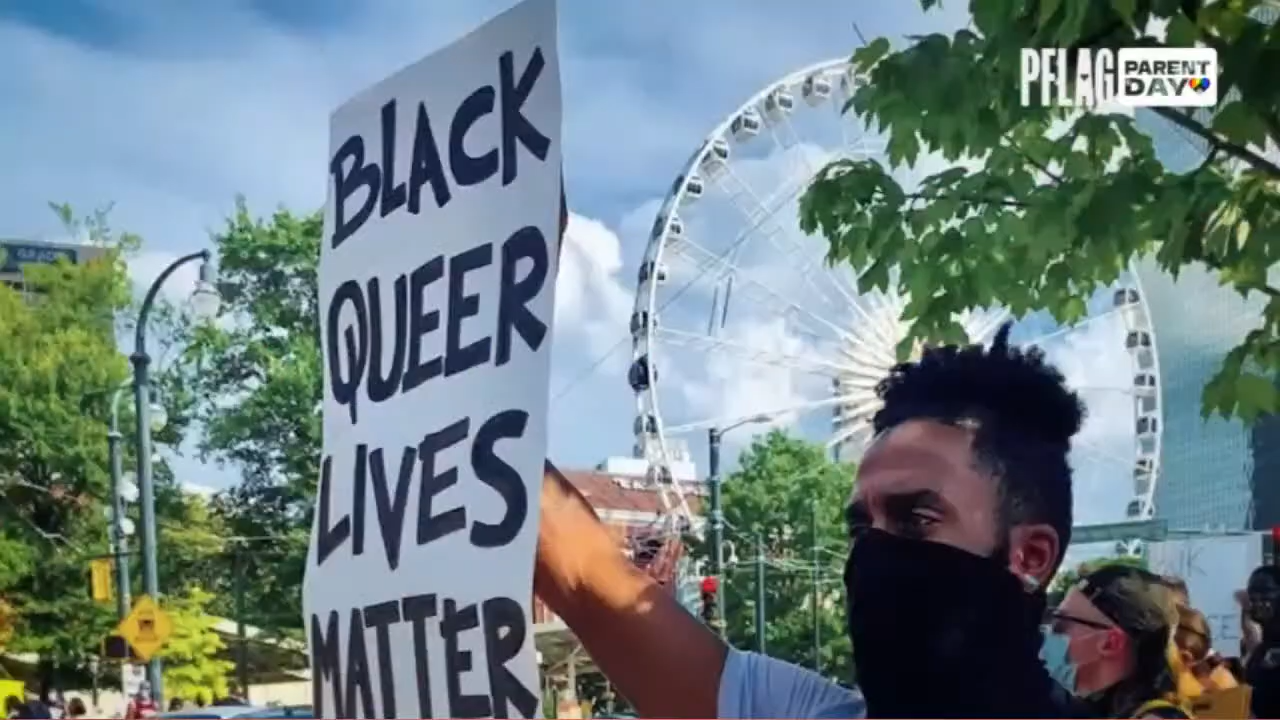 PFLAG PARENT
DAY
BLACK
QUEER
LIVES
MATTER